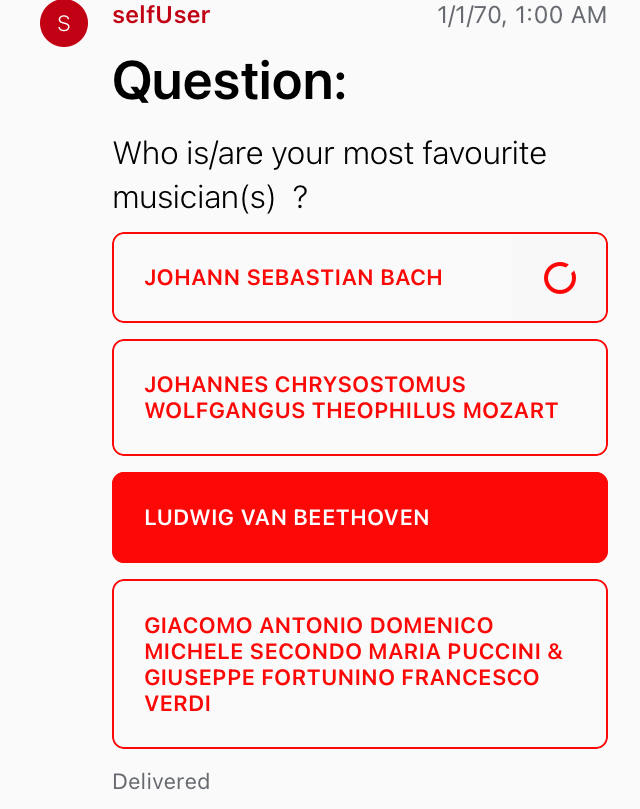 S
selfUser 1/1/70, 1:00 AM
Question:
Who is/are your most favourite
musician(s) ?
JOHANN SEBASTIAN BACH
JOHANNES CHRYSOSTOMUS
WOLFGANGUS THEOPHILUS MOZART
LUDWIG VAN BEETHOVEN
GIACOMO ANTONIO DOMENICO
MICHELE SECONDO MARIA PUCCINI &
GIUSEPPE FORTUNINO FRANCESCO
VERDI
Delivered